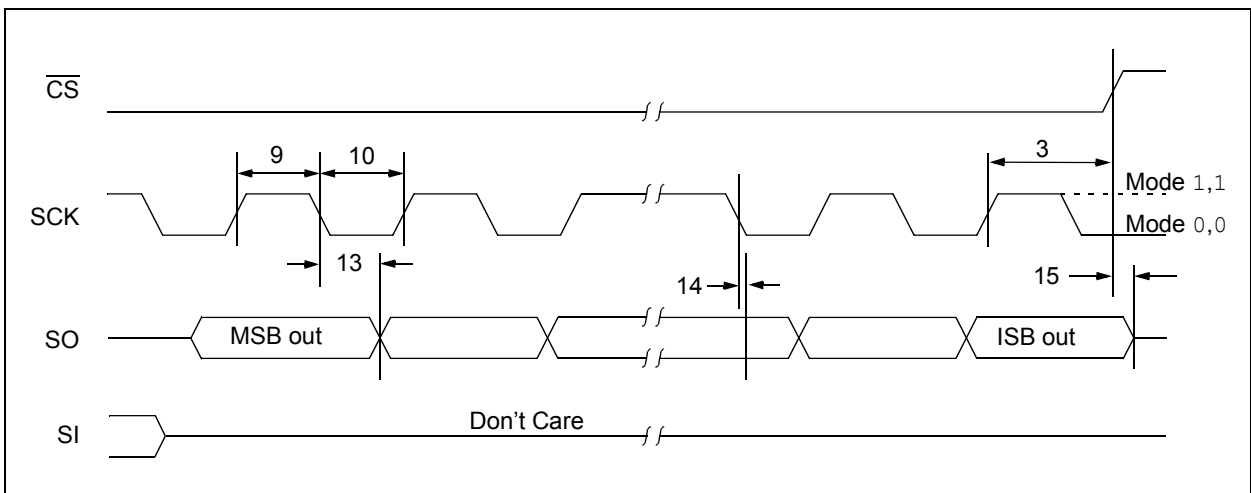 CS
9
10
3
Mode 1,1
SCK
Mode 0,0
13
14
15
SO
MSB out
ISB out
Don't Care
SI